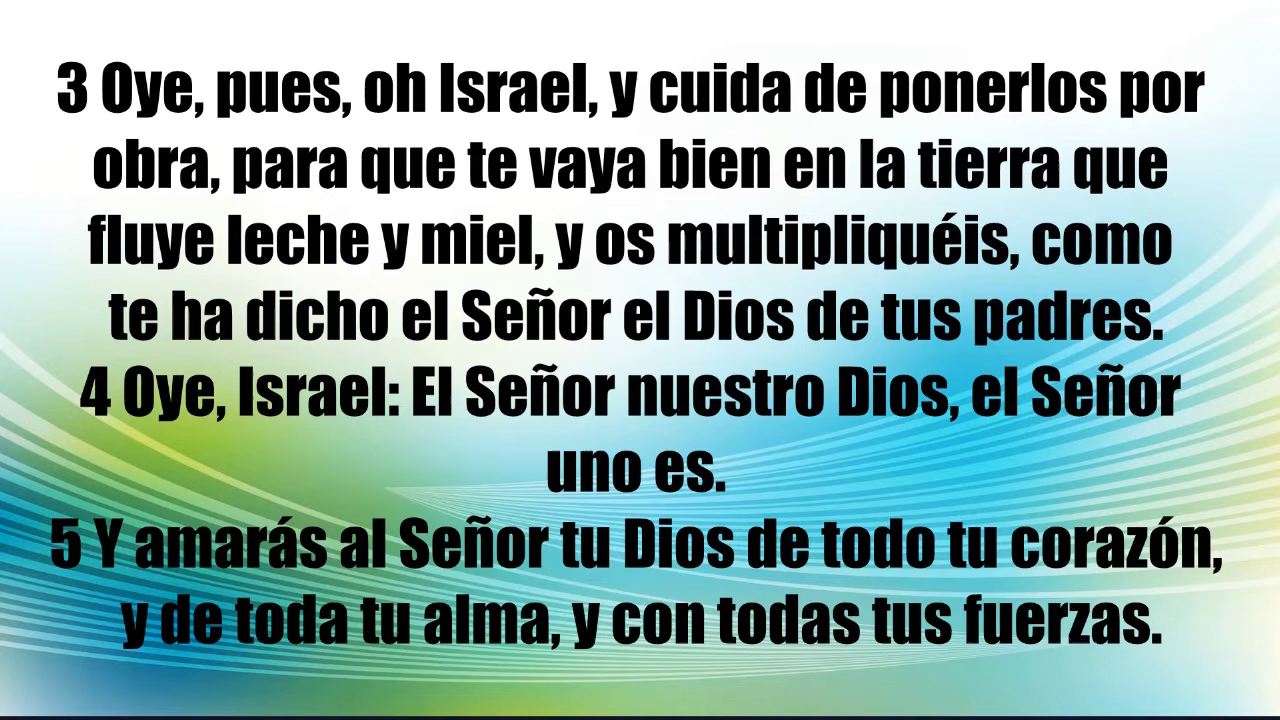 3 Oye, pues, oh Israel, y cuida de ponerlos por
obra, para que te vaya bien en la tierra que
fluye leche y miel, y os multipliquéis, como
te ha dicho el Señor el Dios de tus padres.
4 Oye, Israel: El Señor nuestro Dios, el Señor
uno es.
5 Y amarás al Señor tu Dios de todo tu corazón,
y de toda tu alma, y con todas tus fuerzas.